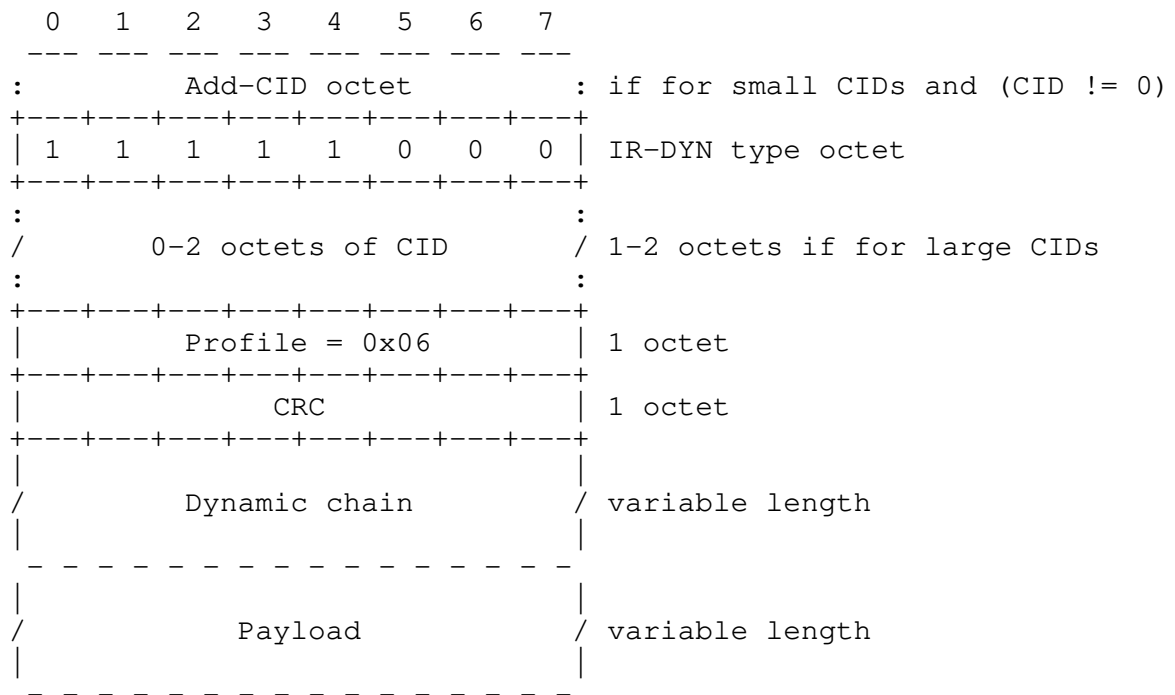 0   1   2   3   4   5   6   7
 --- --- --- --- --- --- --- ---
:         Add-CID octet         : if for small CIDs and (CID != 0)
+---+---+---+---+---+---+---+---+
| 1   1   1   1   1   0   0   0 | IR-DYN type octet
+---+---+---+---+---+---+---+---+
:                               :
/       0-2 octets of CID       / 1-2 octets if for large CIDs
:                               :
+---+---+---+---+---+---+---+---+
|         Profile = 0x06        | 1 octet
+---+---+---+---+---+---+---+---+
|              CRC              | 1 octet
+---+---+---+---+---+---+---+---+
|                               |
/         Dynamic chain         / variable length
|                               |
 - - - - - - - - - - - - - - - -
|                               |
/            Payload            / variable length
|                               |
 - - - - - - - - - - - - - - - -